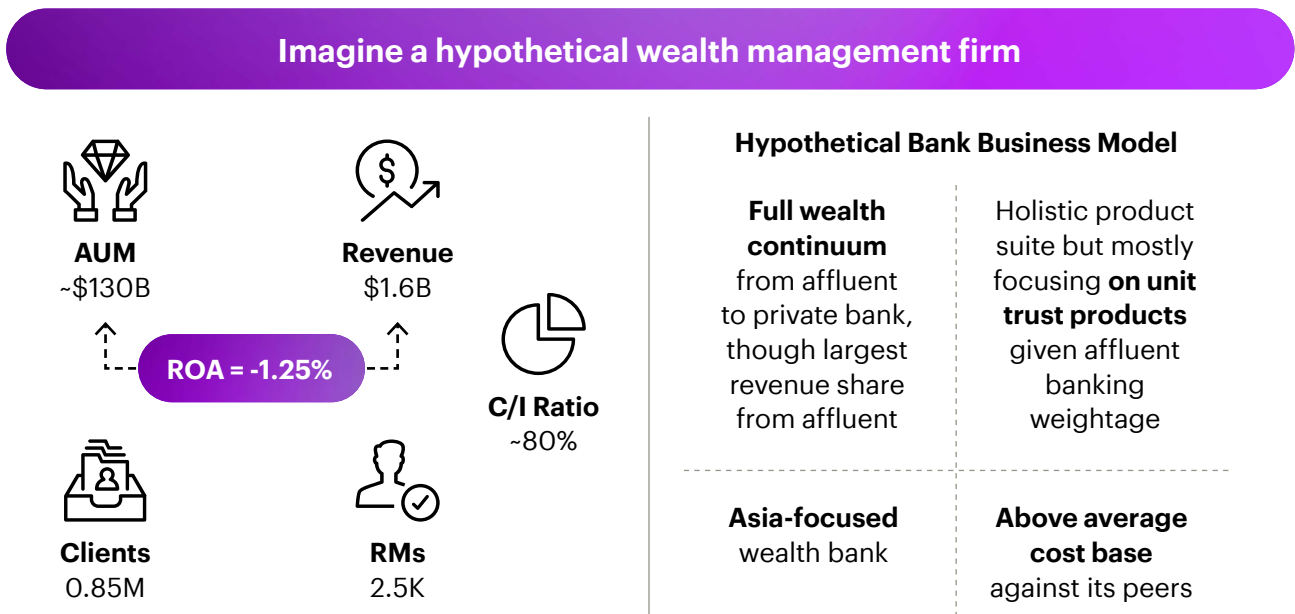 Imagine a hypothetical wealth management firm
AUM
~$130B
Revenue
$1.6B
ROA = -1.25%
C/I Ratio
~80%
Clients
0.85M
RMs
2.5K
Hypothetical Bank Business Model
Full wealth
continuum
from affluent
to private bank,
though largest
revenue share
from affluent
Holistic product
suite but mostly
focusing on unit
trust products
given affluent
banking
weightage
Asia-focused
wealth bank
Above average
cost base
against its peers